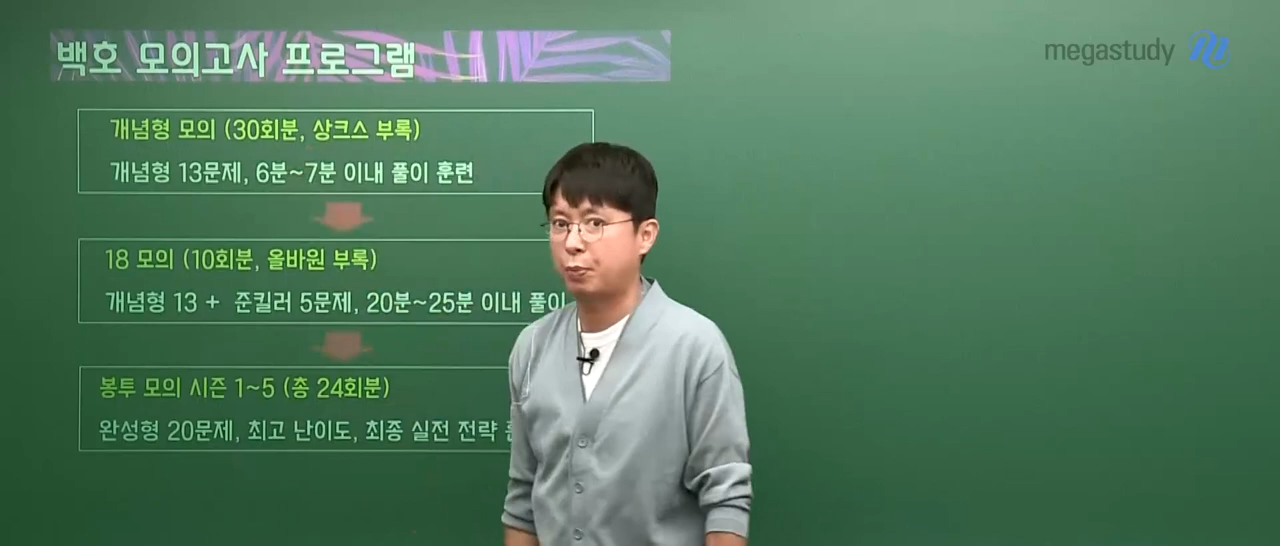 백호 모의고사 프로그램
megastudy
개념형 모의 (30회분, 상크스 부록)
개념형 13문제, 6분~7분 이내 풀이 훈련
18 모의 (10회분, 올바원 부록)
개념형 13 + 준킬러 5문제, 20분~25분 이내 풀이
봉투 모의 시즌 1~5 (총 24회분)
완성형 20문제, 최고 난이도, 최종 실전 전략